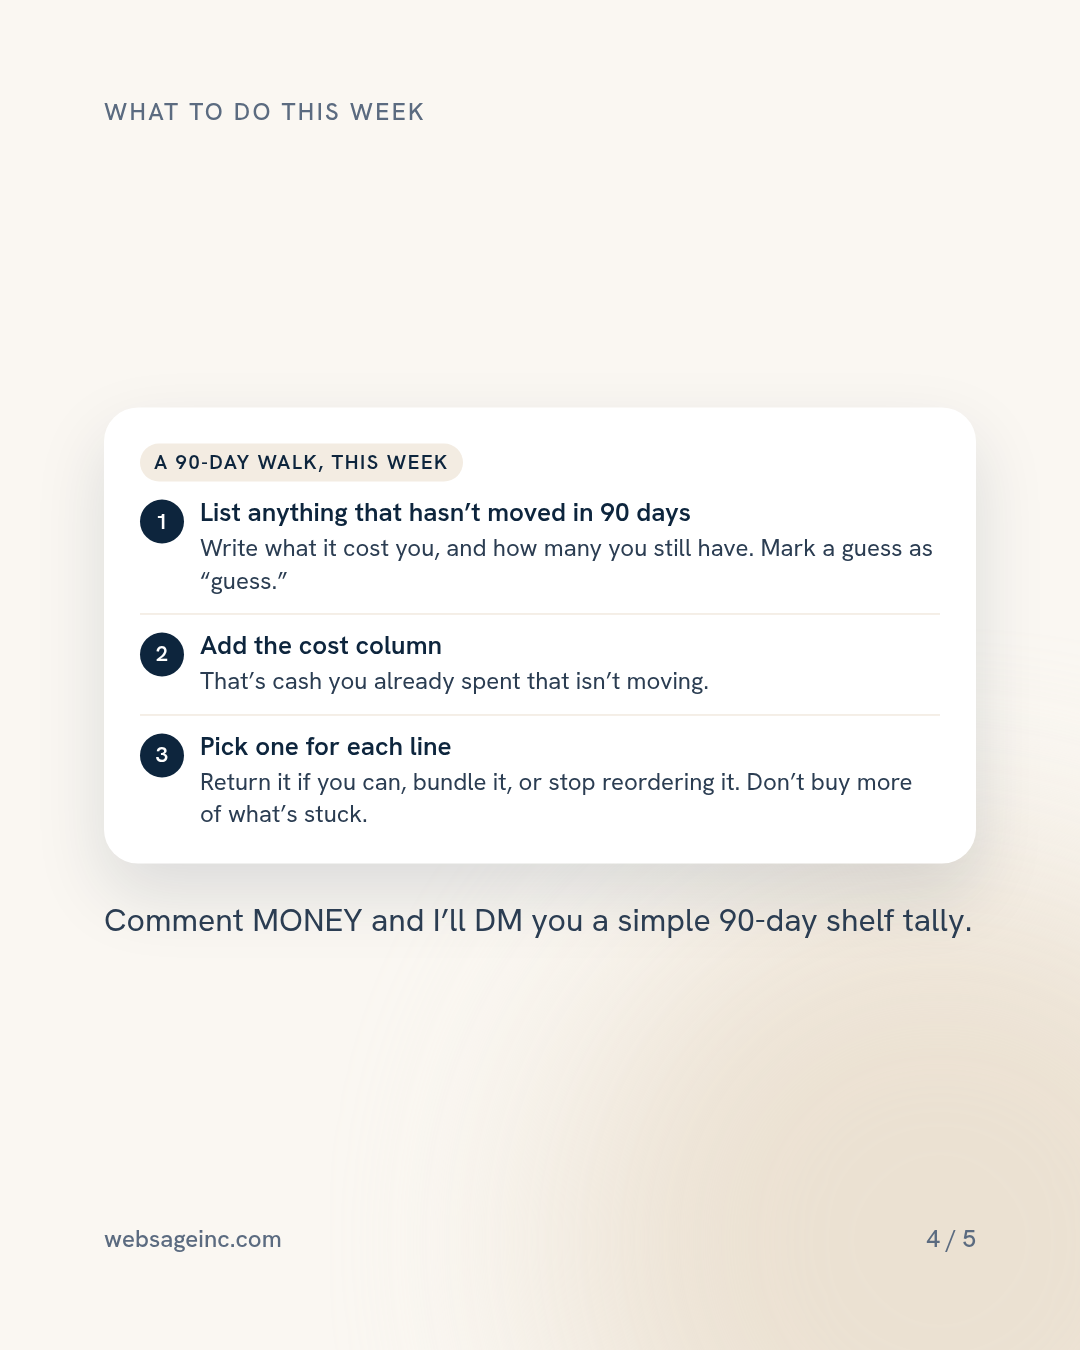 WHAT TO DO THIS WEEK
A 90-DAY WALK, THIS WEEK
1
List anything that hasn’t moved in 90 days
Write what it cost you, and how many you still have. Mark a guess as
“guess.”
2
Add the cost column
That’s cash you already spent that isn’t moving.
3
Pick one for each line
Return it if you can, bundle it, or stop reordering it. Don’t buy more
of what’s stuck.
Comment MONEY and I’ll DM you a simple 90-day shelf tally.
websageinc.com
4 / 5